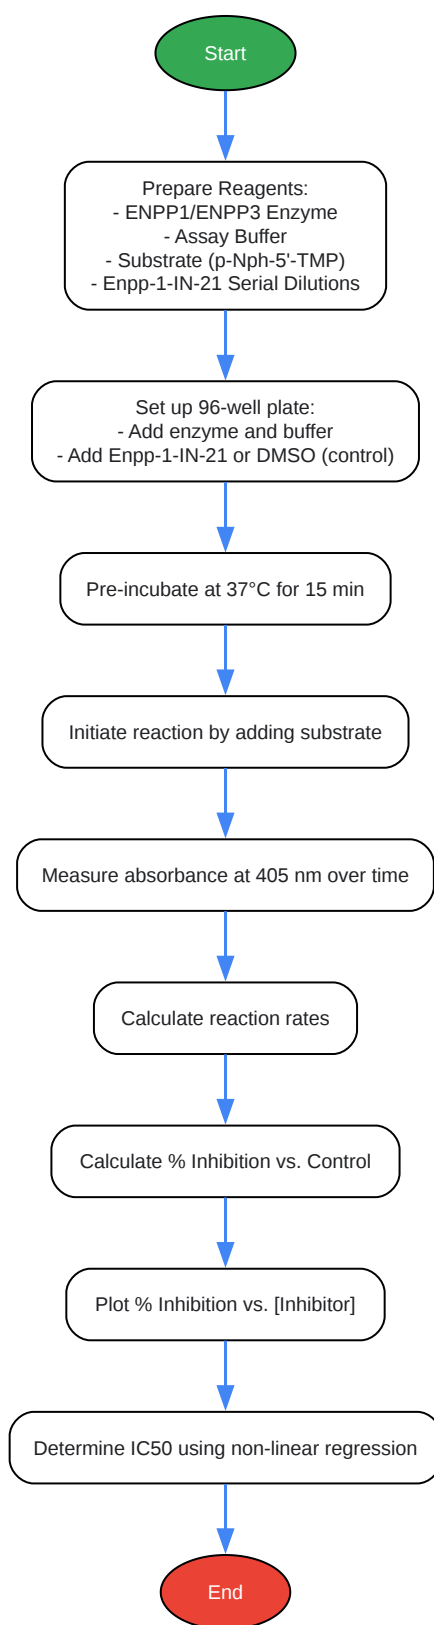 Start
Prepare Reagents:
- ENPP1/ENPP3 Enzyme
- Assay Buffer
- Substrate (p-Nph-5'-TMP)
- Enpp-1-IN-21 Serial Dilutions
Set up 96-well plate:
- Add enzyme and buffer
- Add Enpp-1-IN-21 or DMSO (control)
Pre-incubate at 37°C for 15 min
Initiate reaction by adding substrate
Measure absorbance at 405 nm over time
Calculate reaction rates
Calculate % Inhibition vs. Control
Plot % Inhibition vs. [Inhibitor]
Determine IC50 using non-linear regression
End